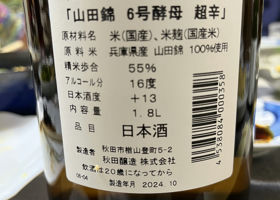 「山田錦 6号酵母 超辛」
原材料名 米(国産)、米麹(国産米)
原料米 兵庫県産 山田錦 100%使用
精米歩合 55%
アルコール分 16度
日本酒度 +13
内容量 1.8L
品目 日本酒
製造者 秋田市楢山登町5-2
秋田醸造 株式会社
飲酒は20歳になってから
製造年月 2024.10
4 538084 000358